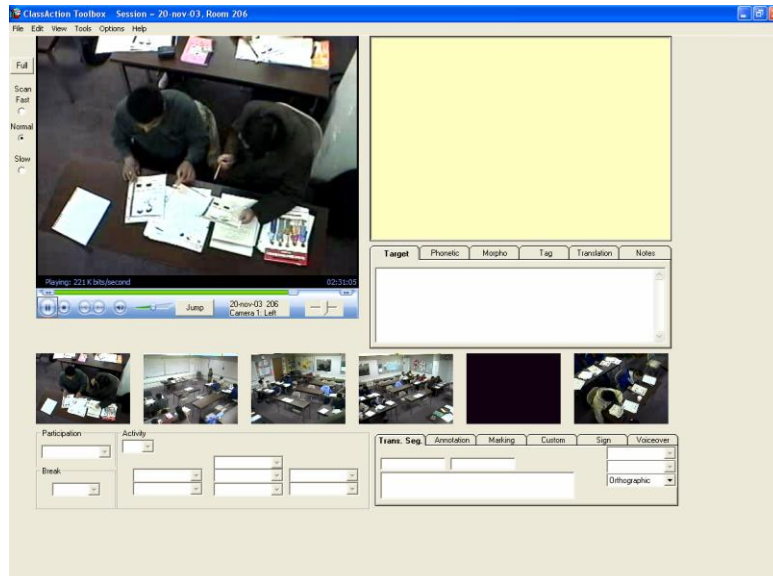 ClassAction Toolbox Session - 20-nov-03, Room 206
File Edit View Tools Options Help
Full
Scan
Fast
Normal
Slow
Playing: 221 K bits/second 02:31:05
Jump
20-nov-03 206
Camera 1: Left
Target Phonetic Morpho Tag Translation Notes
Participation
Activity
Break
Trans. Seg. Annotation Marking Custom Sign Voiceover
Orthographic